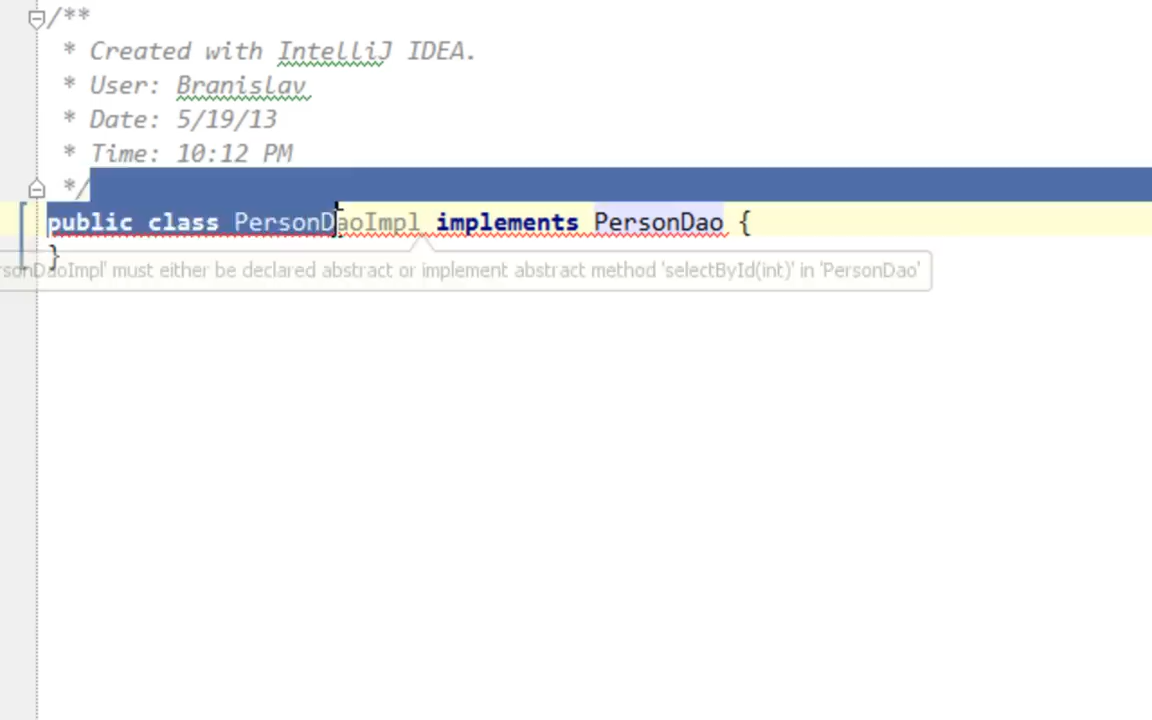 /**
* Created with IntelliJ IDEA.
* User: Branislav
* Date: 5/19/13
* Time: 10:12 PM
*/
public class PersonDaoImpl implements PersonDao {
}
rsonDaoImpl' must either be declared abstract or implement abstract method 'selectById(int)' in 'PersonDao'